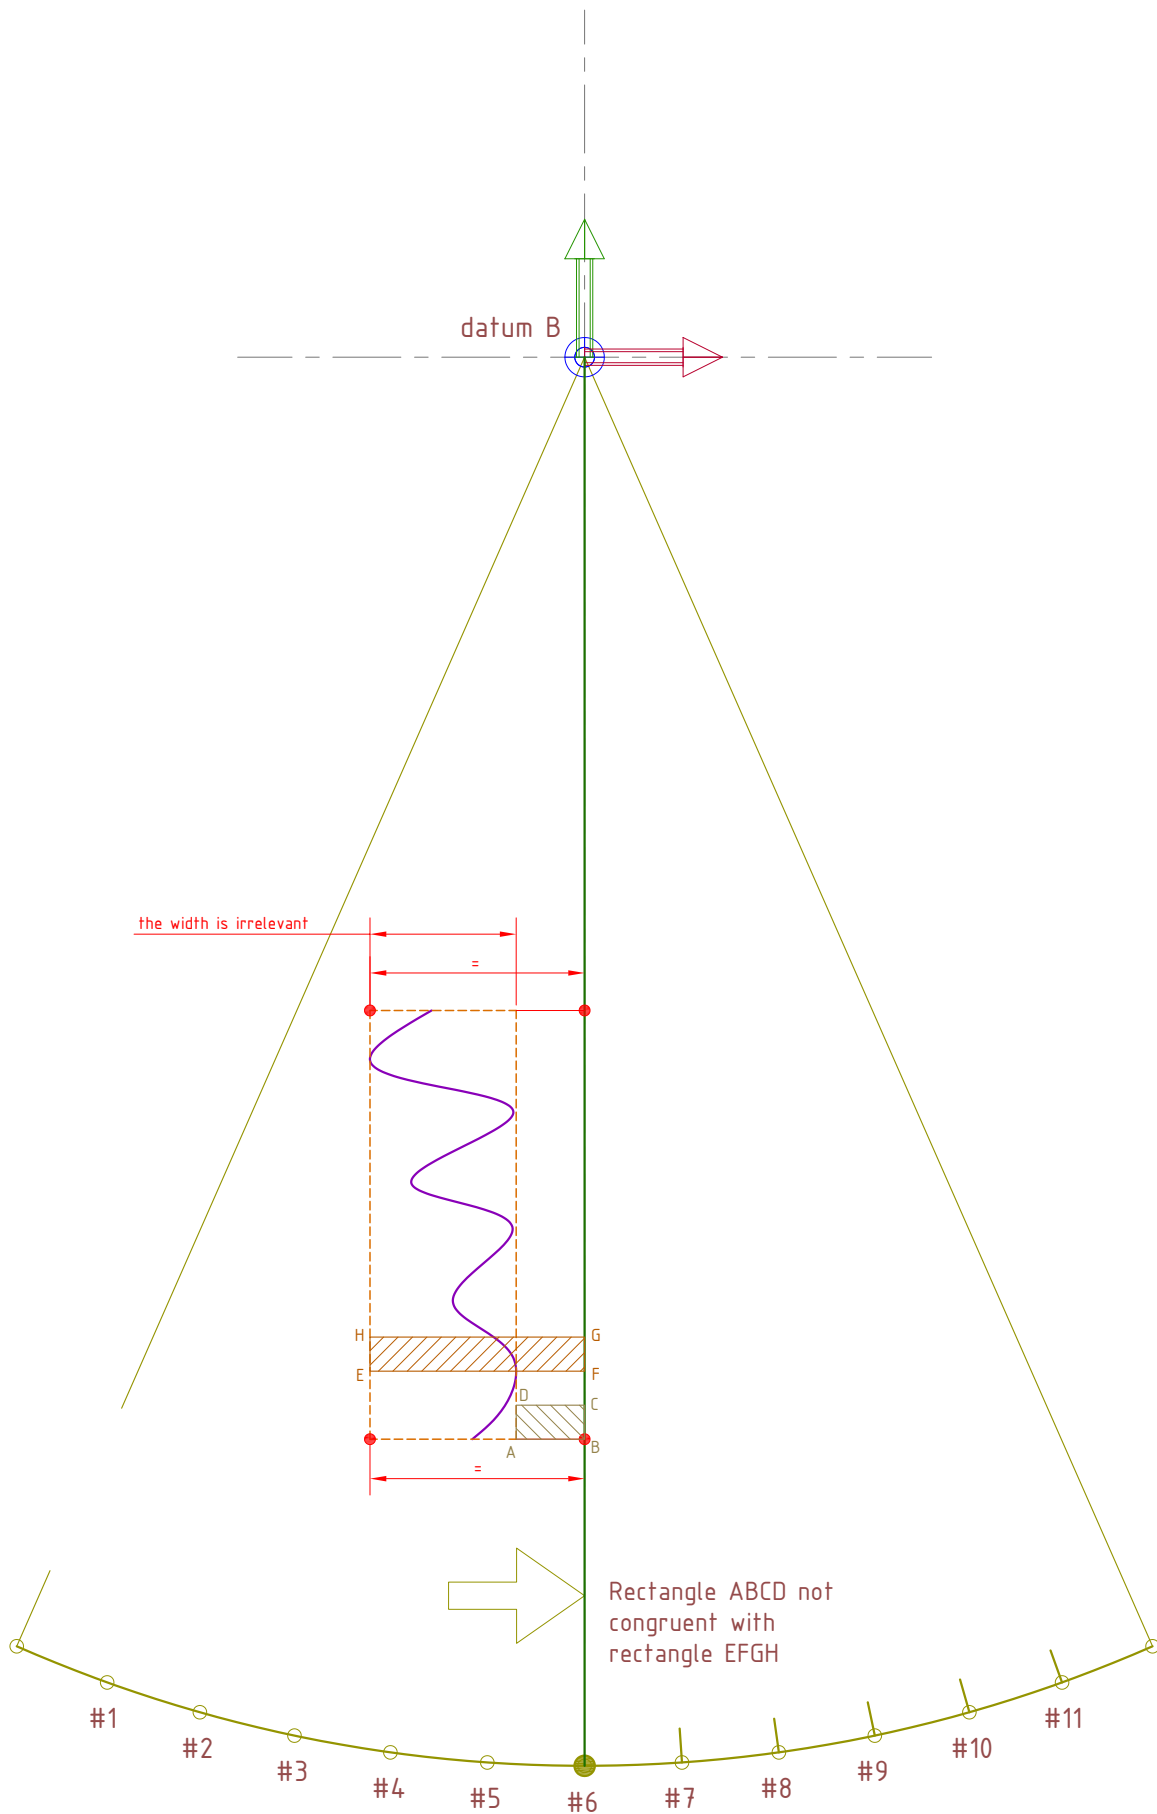 datum B
the width is irrelevant
=
H
G
E
F
D
C
A
B
=
Rectangle ABCD not
congruent with
rectangle EFGH
#1
#2
#3
#4
#5
#6
#7
#8
#9
#10
#11